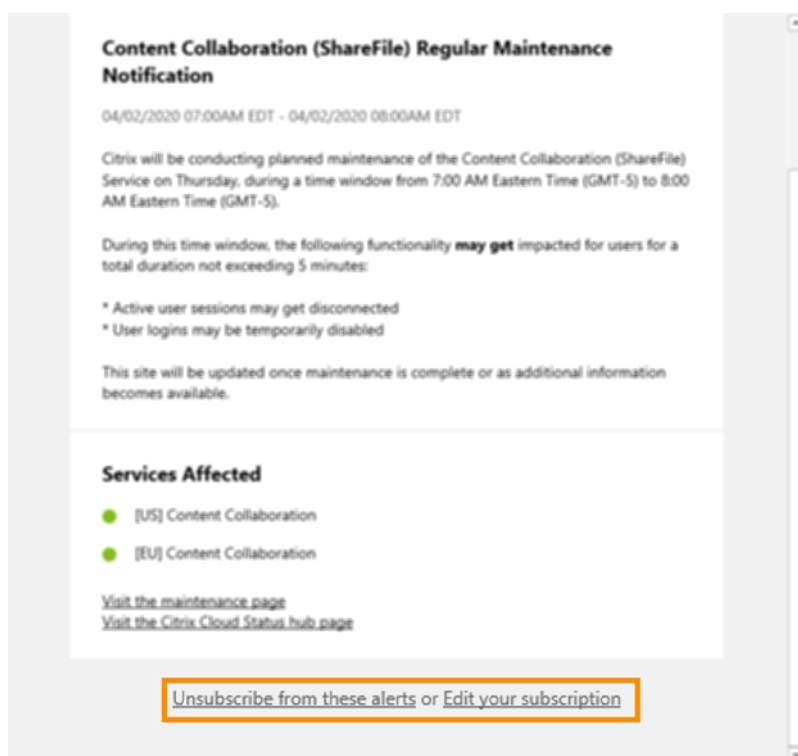 Content Collaboration (ShareFile) Regular Maintenance
Notification
04/02/2020 07:00AM EDT - 04/02/2020 08:00AM EDT
Citrix will be conducting planned maintenance of the Content Collaboration (ShareFile)
Service on Thursday, during a time window from 7:00 AM Eastern Time (GMT-5) to 8:00
AM Eastern Time (GMT-5).
During this time window, the following functionality may get impacted for users for a
total duration not exceeding 5 minutes:
* Active user sessions may get disconnected
* User logins may be temporarily disabled
This site will be updated once maintenance is complete or as additional information
becomes available.
Services Affected
[US] Content Collaboration
[EU] Content Collaboration
Visit the maintenance page
Visit the Citrix Cloud Status hub page
Unsubscribe from these alerts or Edit your subscription